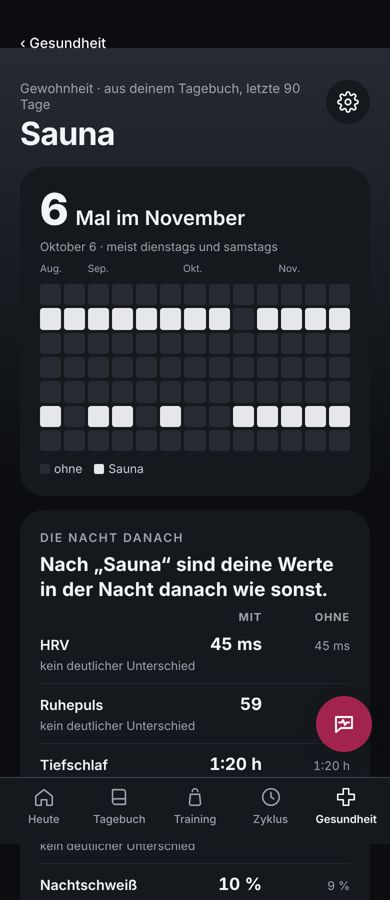 ‹ Gesundheit
Gewohnheit · aus deinem Tagebuch, letzte 90
Tage
Sauna
6 Mal im November
Oktober 6 · meist dienstags und samstags
Aug. Sep. Okt. Nov.
ohne Sauna
DIE NACHT DANACH
Nach „Sauna“ sind deine Werte
in der Nacht danach wie sonst.
MIT OHNE
HRV 45 ms 45 ms
kein deutlicher Unterschied
Ruhepuls 59
kein deutlicher Unterschied
Tiefschlaf 1:20 h 1:20 h
Heute Tagebuch Training Zyklus Gesundheit
kein deutlicher Unterschied
Nachtschweiß 10 % 9 %